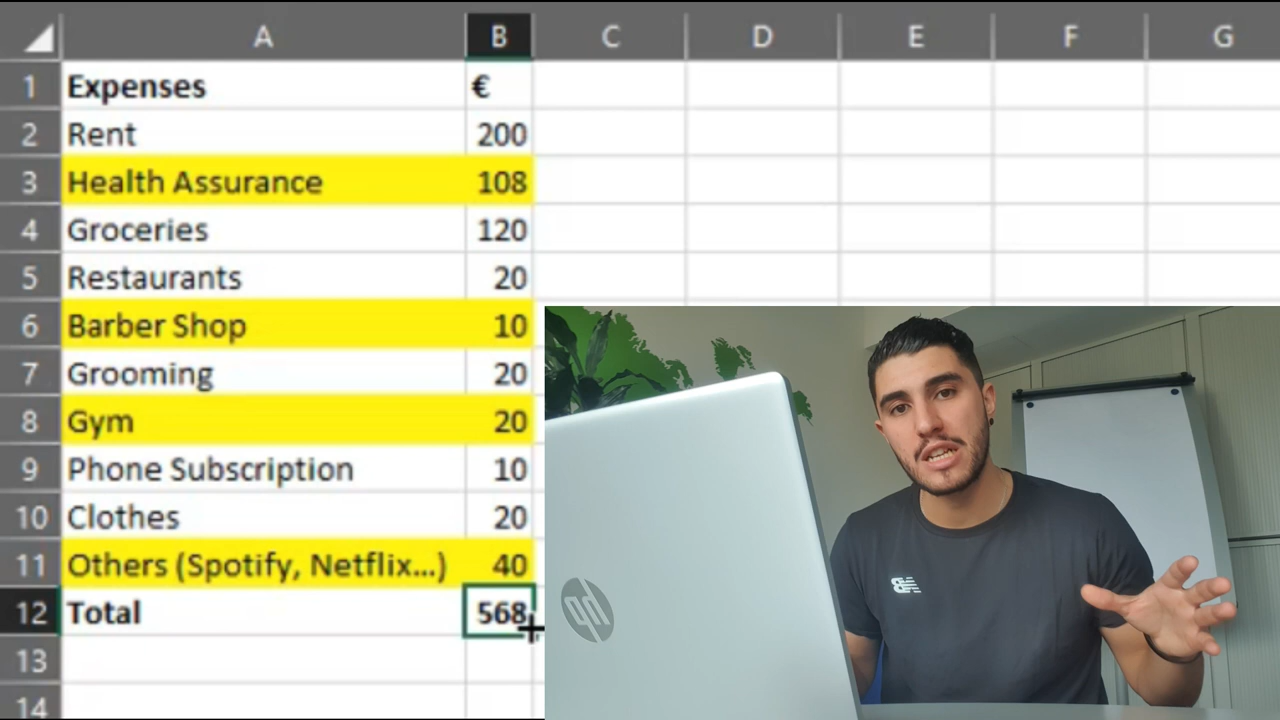 A B C D E F G
1 Expenses €
2 Rent 200
3 Health Assurance 108
4 Groceries 120
5 Restaurants 20
6 Barber Shop 10
7 Grooming 20
8 Gym 20
9 Phone Subscription 10
10 Clothes 20
11 Others (Spotify, Netflix...) 40
12 Total 568
13
14
hp